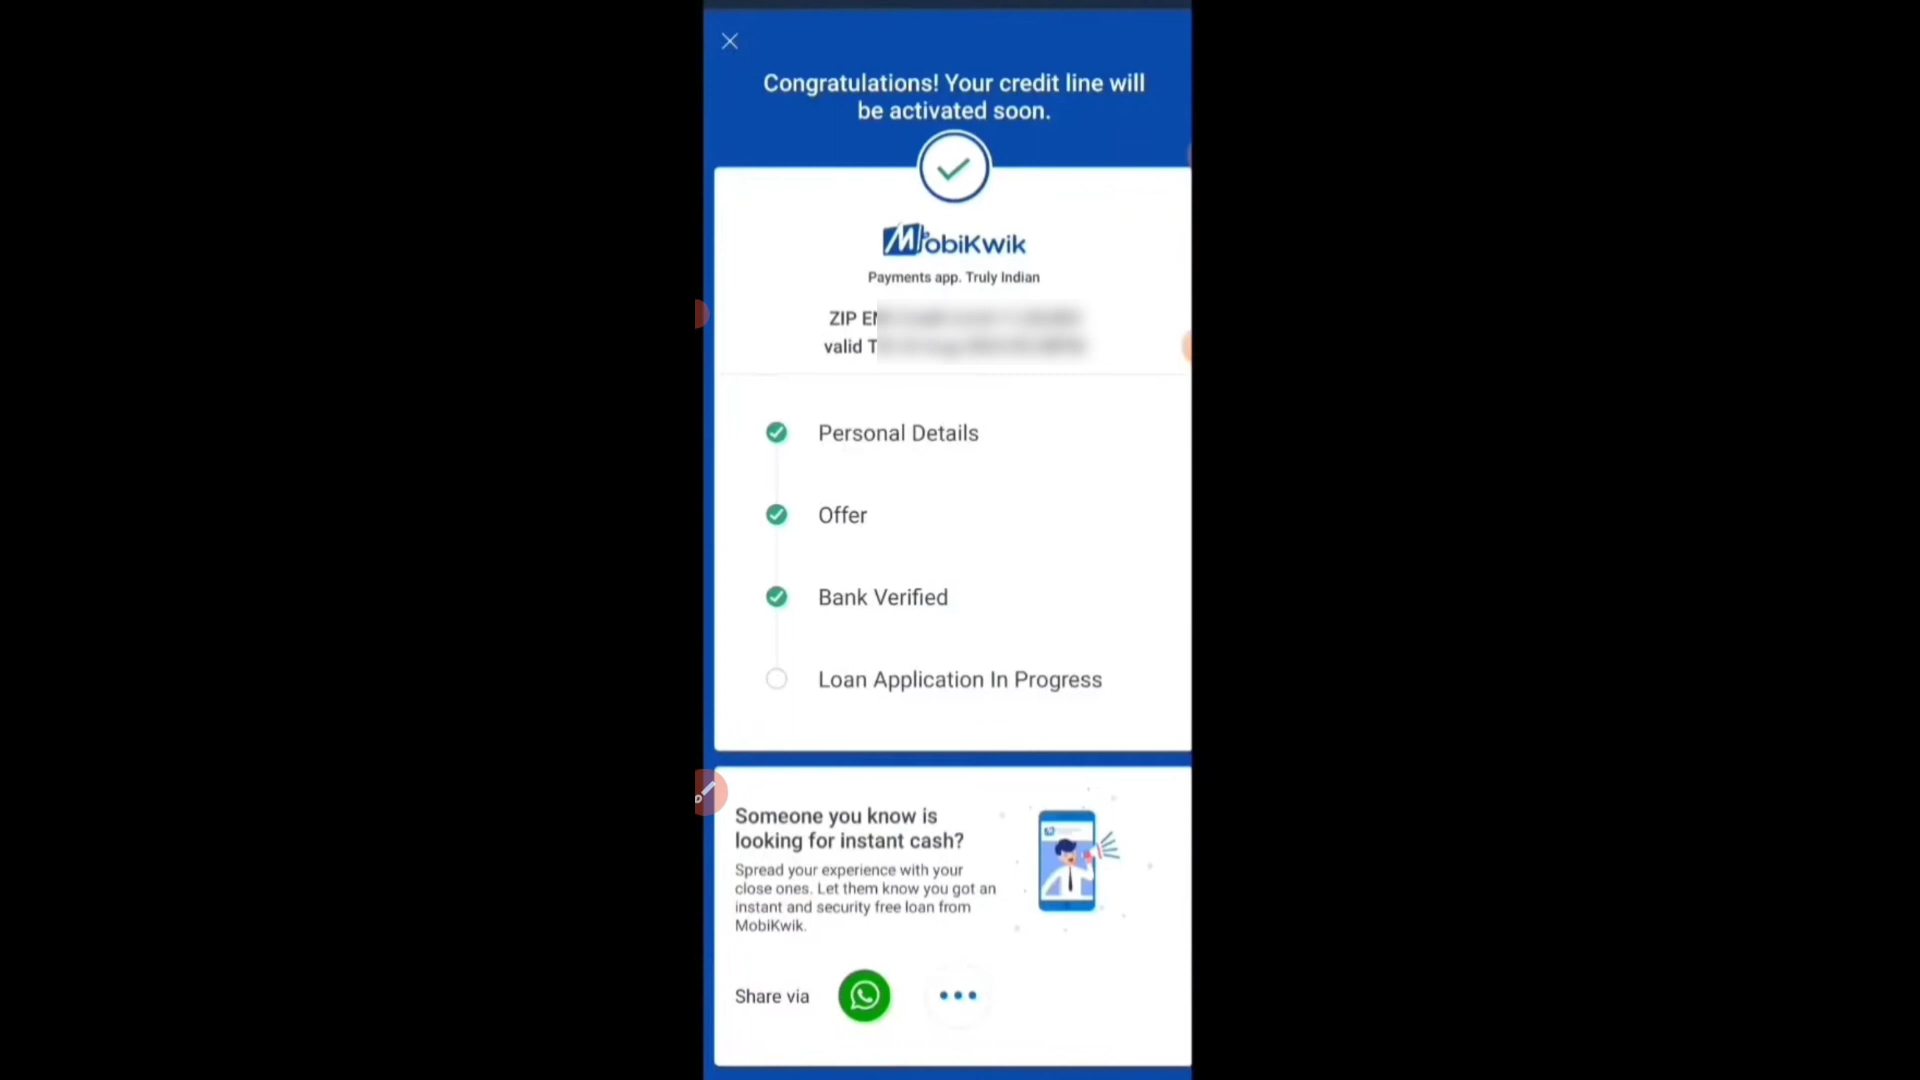 Congratulations! Your credit line will
be activated soon.
MobiKwik
Payments app. Truly Indian
ZIP
valid
Personal Details
Offer
Bank Verified
Loan Application In Progress
Someone you know is
looking for instant cash?
Spread your experience with your
close ones. Let them know you got an
instant and security free loan from
MobiKwik.
Share via